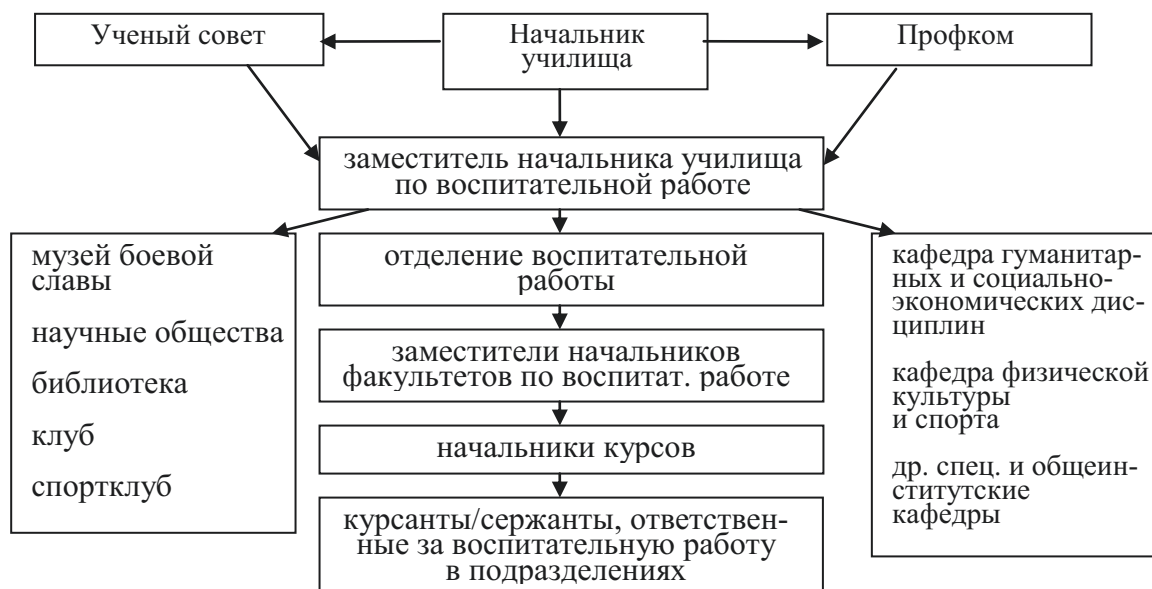 Ученый совет
Начальник
училища
Профком
заместитель начальника училища
по воспитательной работе
музей боевой
славы
научные общества
библиотека
клуб
спортклуб
отделение воспитательной
работы
заместители начальников
факультетов по воспитат. работе
начальники курсов
курсанты/сержанты, ответствен-
ные за воспитательную работу
в подразделениях
кафедра гуманитар-
ных и социально-
экономических дис-
циплин
кафедра физической
культуры
и спорта
др. спец. и общеин-
ститутские
кафедры